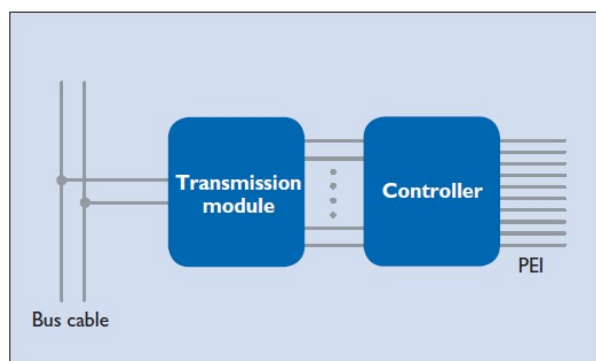 Transmission
module
Controller
PEI
Bus cable